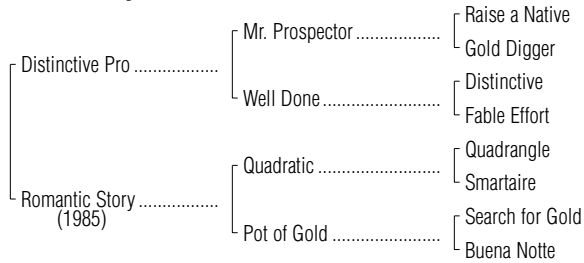 Raise a Native
Mr. Prospector ..................
Gold Digger
Distinctive Pro ..................
Distinctive
Well Done .........................
Fable Effort
Quadrangle
Quadratic ..........................
Smartaire
Romantic Story .................
(1985)
Search for Gold
Pot of Gold .......................
Buena Notte